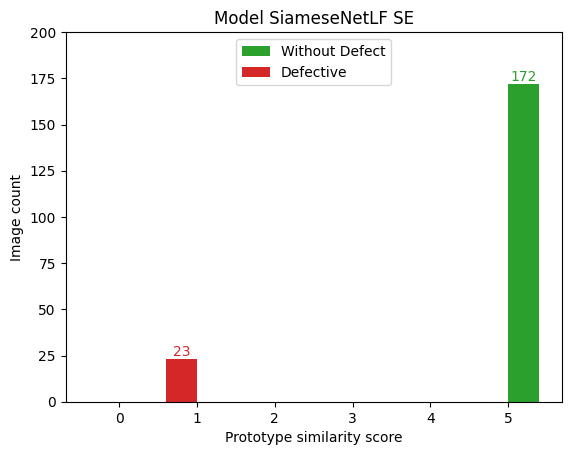 Model SiameseNetLF SE
200
175
150
125
100
75
50
25
0
Image count
Without Defect
Defective
172
23
0 1 2 3 4 5
Prototype similarity score